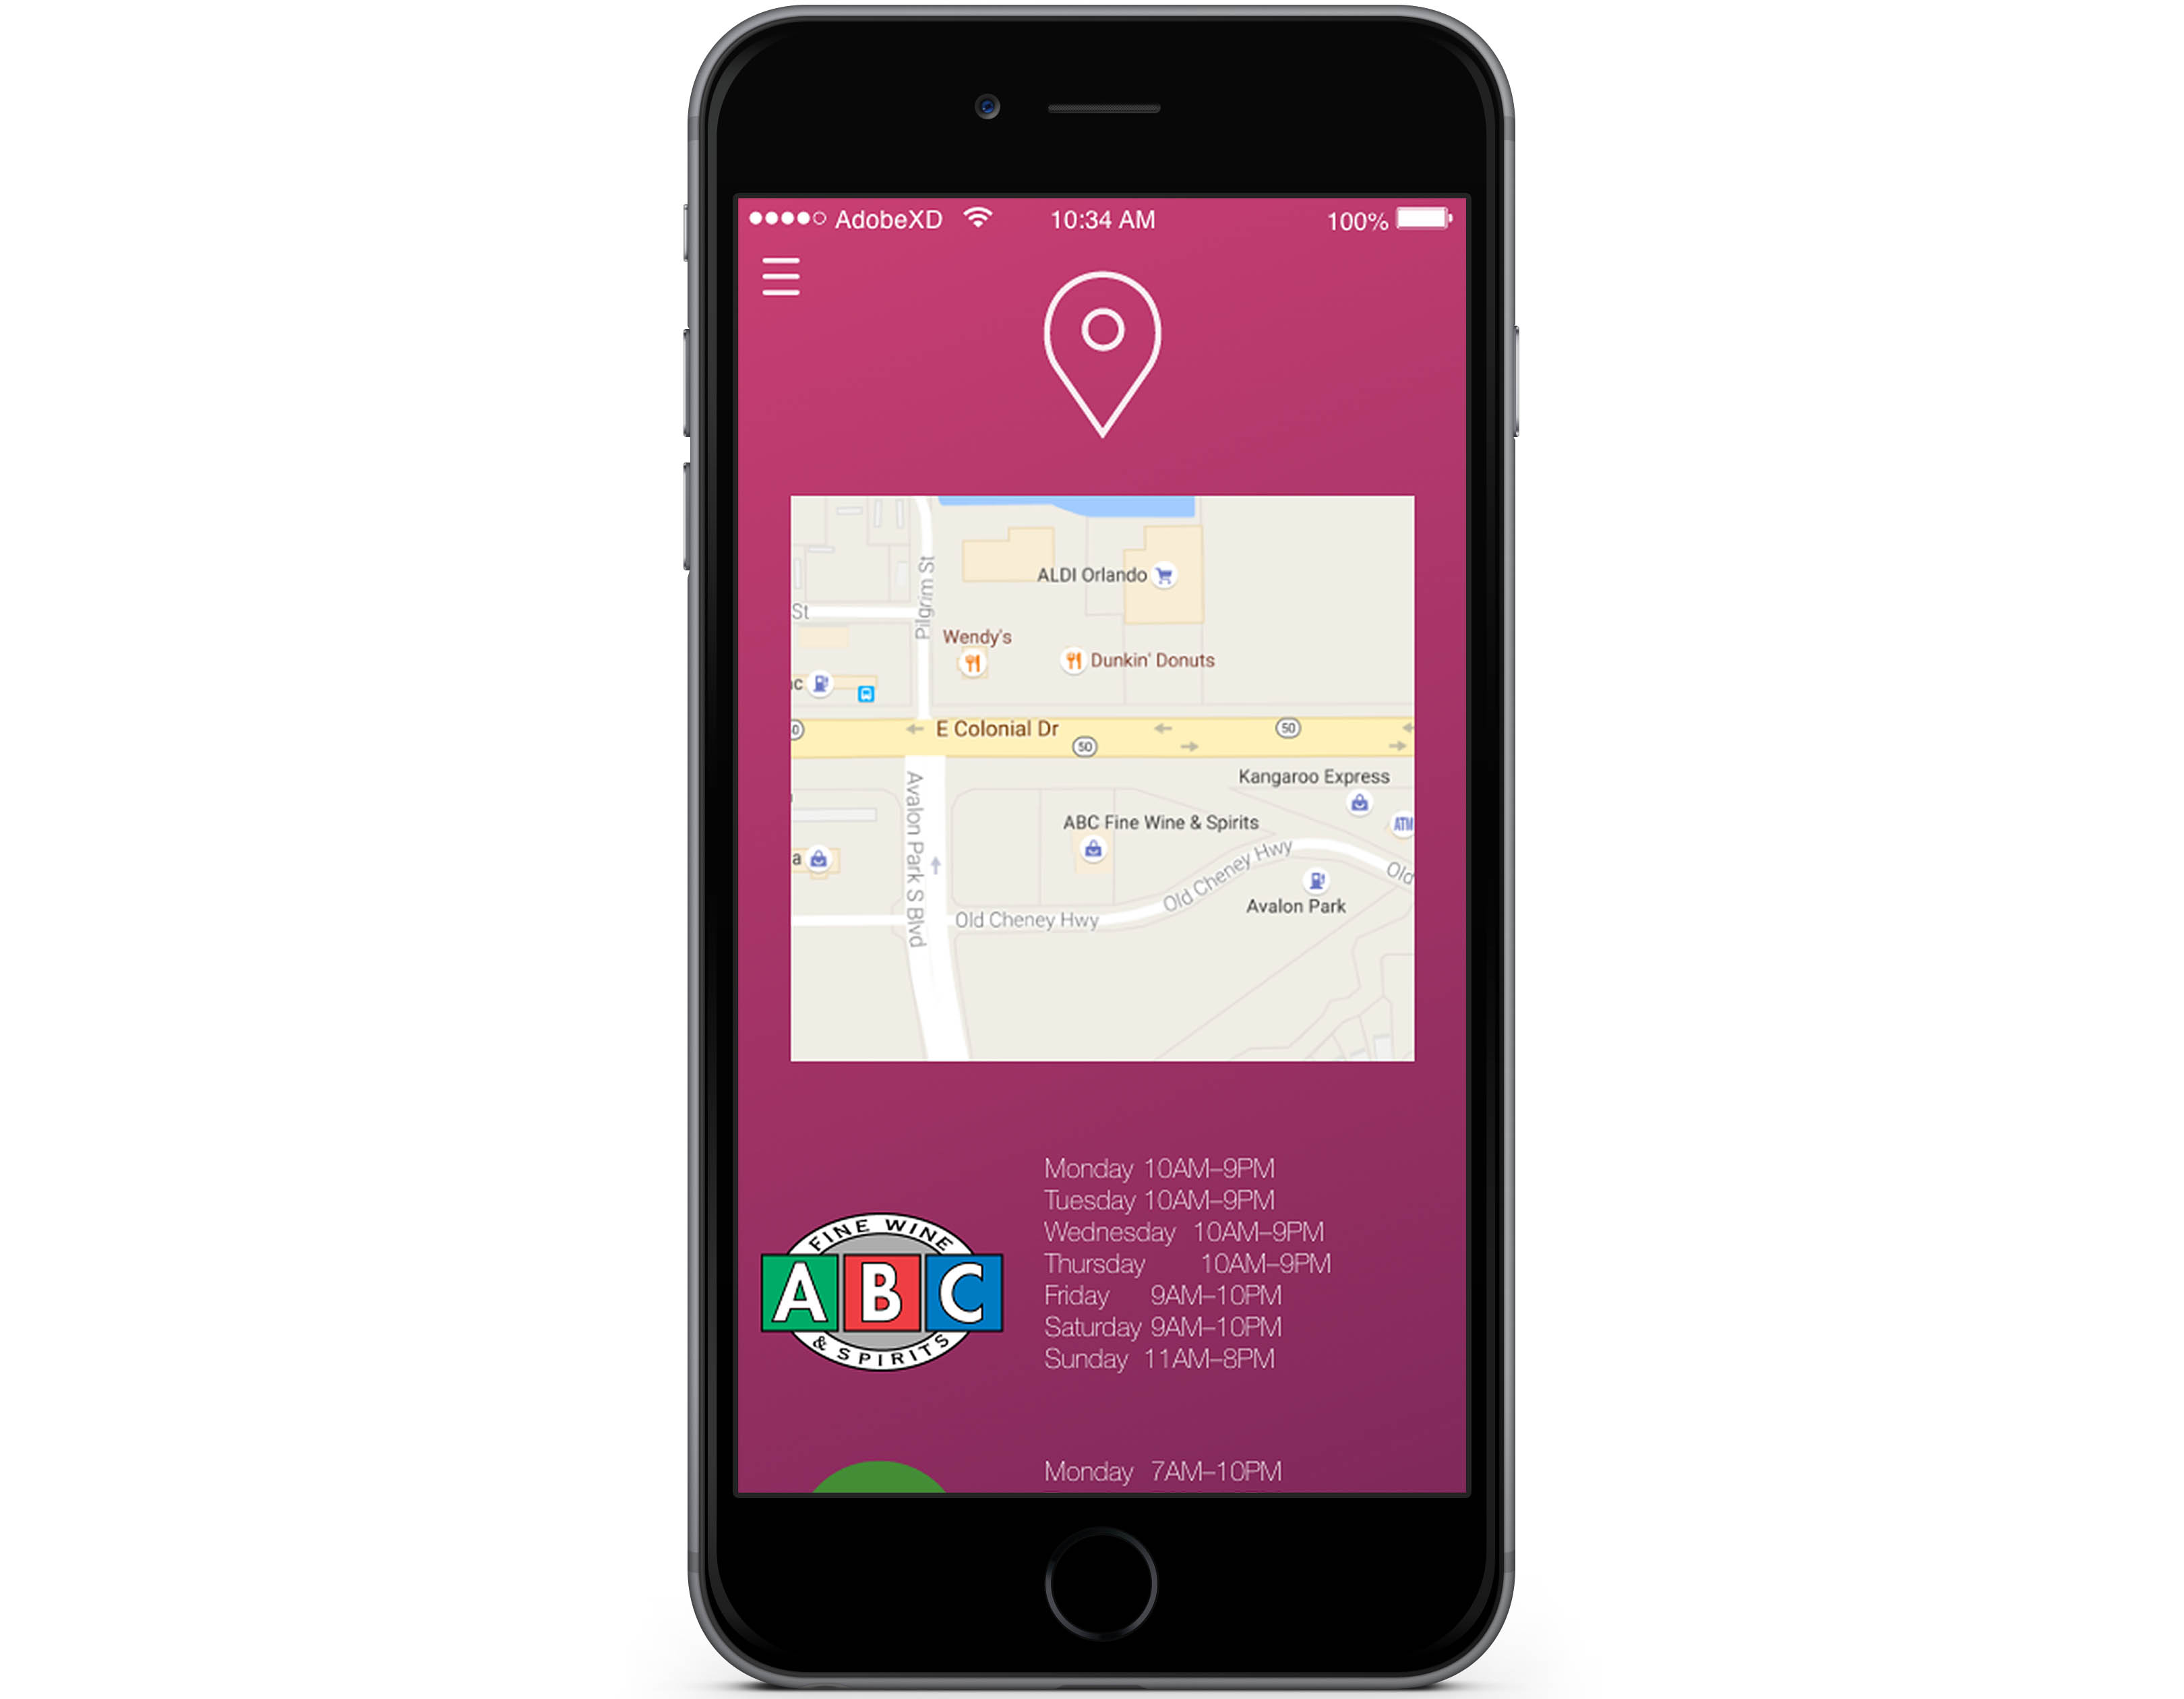 AdobeXD 10:34 AM 100%
ALDI Orlando
Pilgrim St
St
Wendy's
Dunkin' Donuts
E Colonial Dr
50
50
Kangaroo Express
ABC Fine Wine & Spirits
ATM
Avalon Park S Blvd
a
Old Cheney Hwy
Old
Avalon Park
Old Cheney Hwy
Monday 10AM–9PM
Tuesday 10AM–9PM
Wednesday 10AM–9PM
Thursday 10AM–9PM
Friday 9AM–10PM
Saturday 9AM–10PM
Sunday 11AM–8PM
FINE WINE
ABC
& SPIRITS
Monday 7AM–10PM